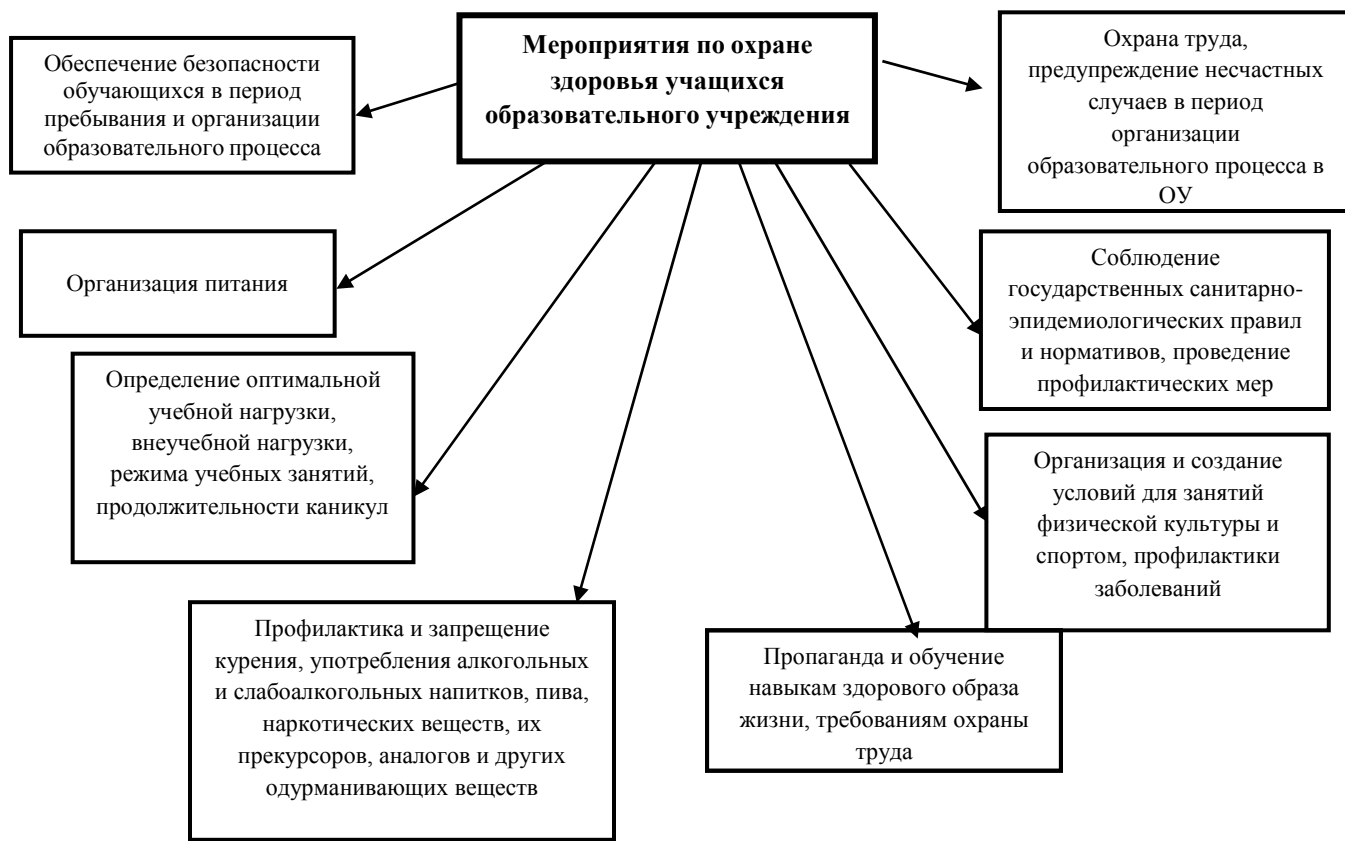 Мероприятия по охране
здоровья учащихся
образовательного учреждения
Обеспечение безопасности
обучающихся в период
пребывания и организации
образовательного процесса
Охрана труда,
предупреждение несчастных
случаев в период
организации
образовательного процесса в
ОУ
Организация питания
Соблюдение
государственных санитарно-
эпидемиологических правил
и нормативов, проведение
профилактических мер
Определение оптимальной
учебной нагрузки,
внеучебной нагрузки,
режима учебных занятий,
продолжительности каникул
Организация и создание
условий для занятий
физической культуры и
спортом, профилактики
заболеваний
Профилактика и запрещение
курения, употребления алкогольных
и слабоалкогольных напитков, пива,
наркотических веществ, их
прекурсоров, аналогов и других
одурманивающих веществ
Пропаганда и обучение
навыкам здорового образа
жизни, требованиям охраны
труда